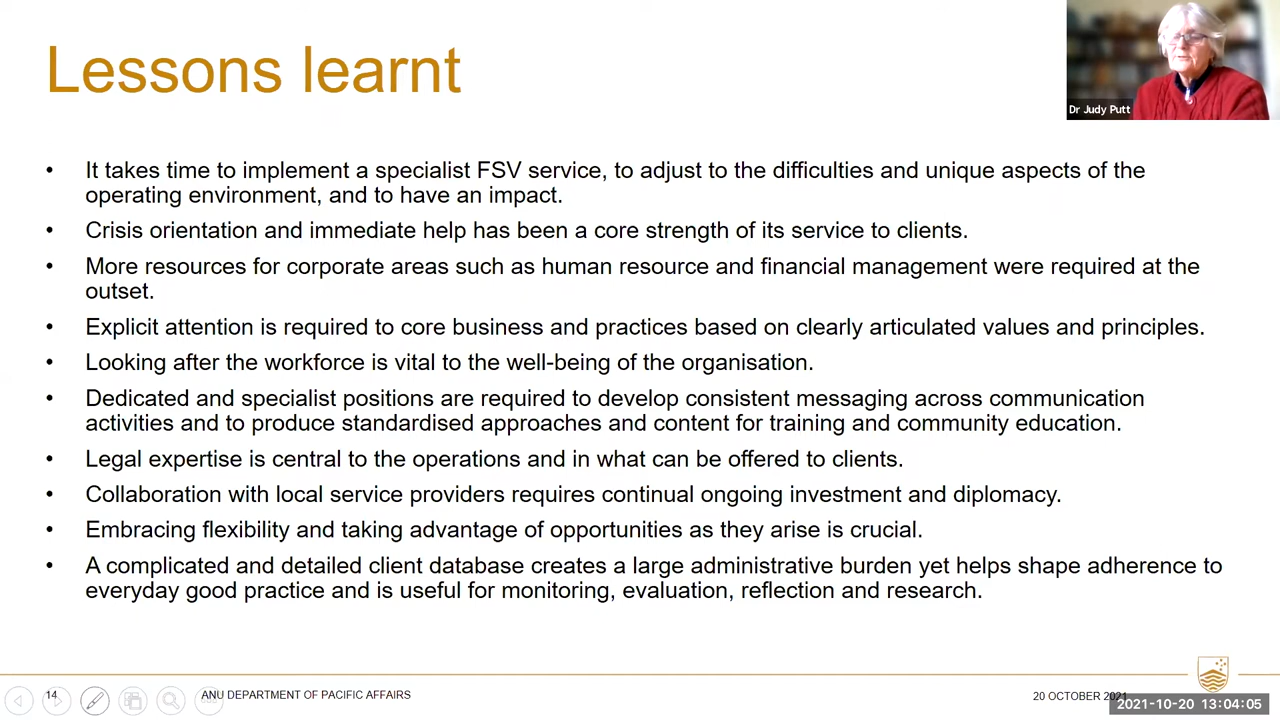 Lessons learnt
Dr Judy Putt
• It takes time to implement a specialist FSV service, to adjust to the difficulties and unique aspects of the
operating environment, and to have an impact.
• Crisis orientation and immediate help has been a core strength of its service to clients.
• More resources for corporate areas such as human resource and financial management were required at the
outset.
• Explicit attention is required to core business and practices based on clearly articulated values and principles.
• Looking after the workforce is vital to the well-being of the organisation.
• Dedicated and specialist positions are required to develop consistent messaging across communication
activities and to produce standardised approaches and content for training and community education.
• Legal expertise is central to the operations and in what can be offered to clients.
• Collaboration with local service providers requires continual ongoing investment and diplomacy.
• Embracing flexibility and taking advantage of opportunities as they arise is crucial.
• A complicated and detailed client database creates a large administrative burden yet helps shape adherence to
everyday good practice and is useful for monitoring, evaluation, reflection and research.
14
ANU DEPARTMENT OF PACIFIC AFFAIRS
20 OCTOBER 2021
2021-10-20 13:04:05